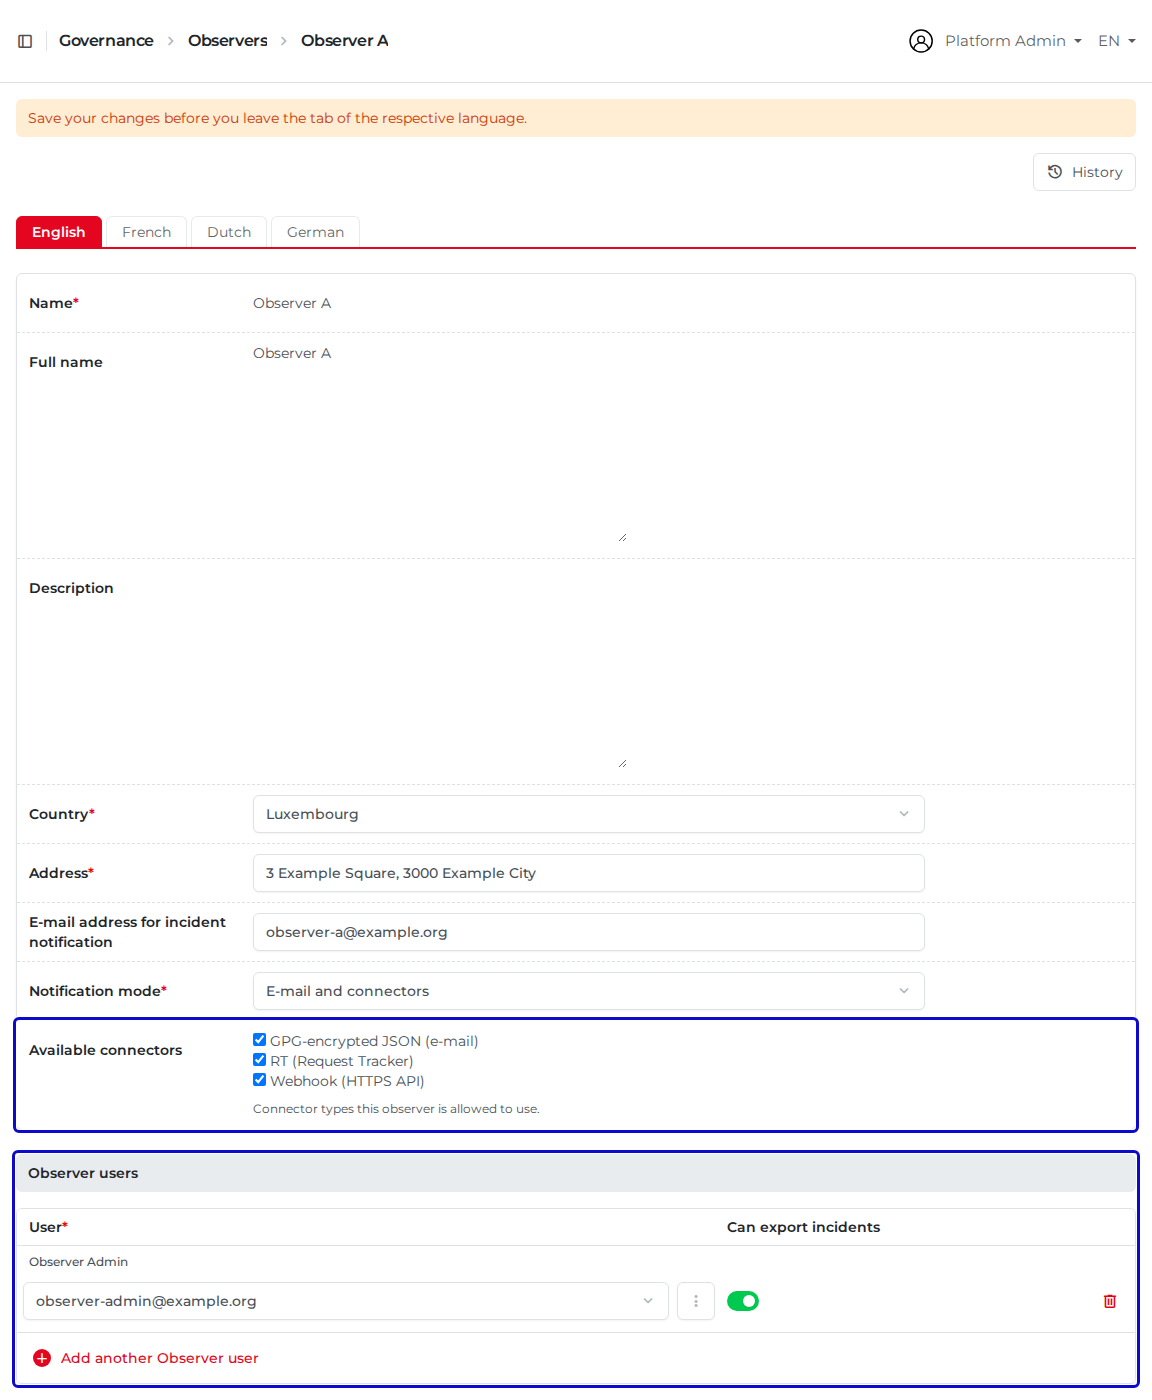 Governance > Observers > Observer A
Platform Admin EN
Save your changes before you leave the tab of the respective language.
History
English French Dutch German
Name* Observer A
Full name Observer A
Description
Country* Luxembourg
Address* 3 Example Square, 3000 Example City
E-mail address for incident
notification
observer-a@example.org
Notification mode* E-mail and connectors
Available connectors
GPG-encrypted JSON (e-mail)
RT (Request Tracker)
Webhook (HTTPS API)
Connector types this observer is allowed to use.
Observer users
User* Can export incidents
Observer Admin
observer-admin@example.org
Add another Observer user